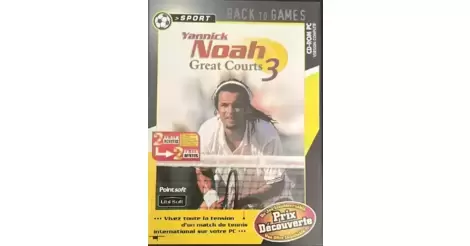 > SPORT
BACK to GAMES
CD-ROM PC
Yannick
Noah
Great Courts 3
Pointsoft
Ubi Soft
Prix
Découverte
••• Vivez toute la tension
d'un match de tennis
international sur votre PC •••